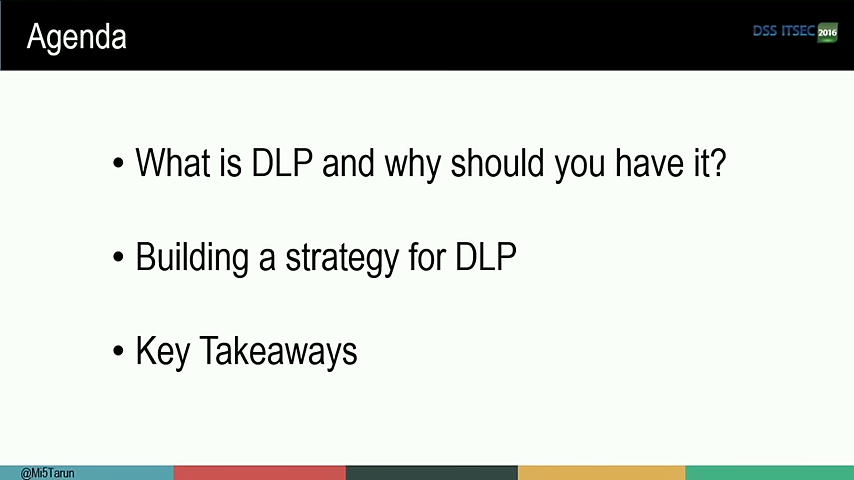 Agenda
DSS ITSEC 2016
• What is DLP and why should you have it?
• Building a strategy for DLP
• Key Takeaways
@Mi5Tarun